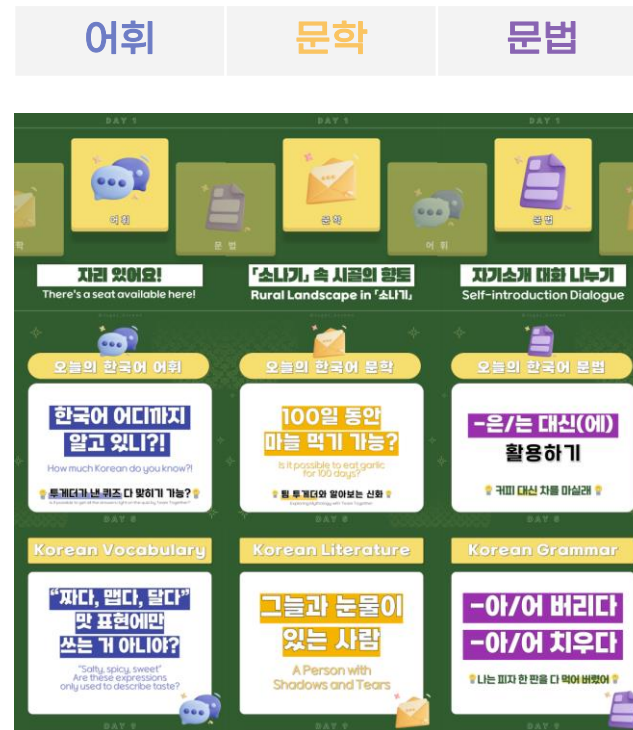 어휘 문학 문법
DAY 1 DAY 1 DAY 1
어휘
문학
문법
문법
어휘
자리 있어요!
There's a seat available here!
「소나기」 속 시골의 향토
Rural Landscape in 「소나기」
자기소개 대화 나누기
Self-introduction Dialogue
오늘의 한국어 어휘
한국어 어디까지
알고 있니?!
How much Korean do you know?!
투게더가 낸 퀴즈 다 맞히기 가능?
오늘의 한국어 문학
100일 동안
마늘 먹기 가능?
Is it possible to eat garlic
for 100 days?
팀 투게더와 알아보는 신화
오늘의 한국어 문법
-은/는 대신(에)
활용하기
커피 대신 차를 마실래
Korean Vocabulary
"짜다, 맵다, 달다"
맛 표현에만
쓰는 거 아니야?
"Salty, spicy, sweet"
Are these expressions
only used to describe taste?
Korean Literature
그늘과 눈물이
있는 사람
A Person with
Shadows and Tears
Korean Grammar
-아/어 버리다
-아/어 치우다
나는 피자 한 판을 다 먹어 버렸어